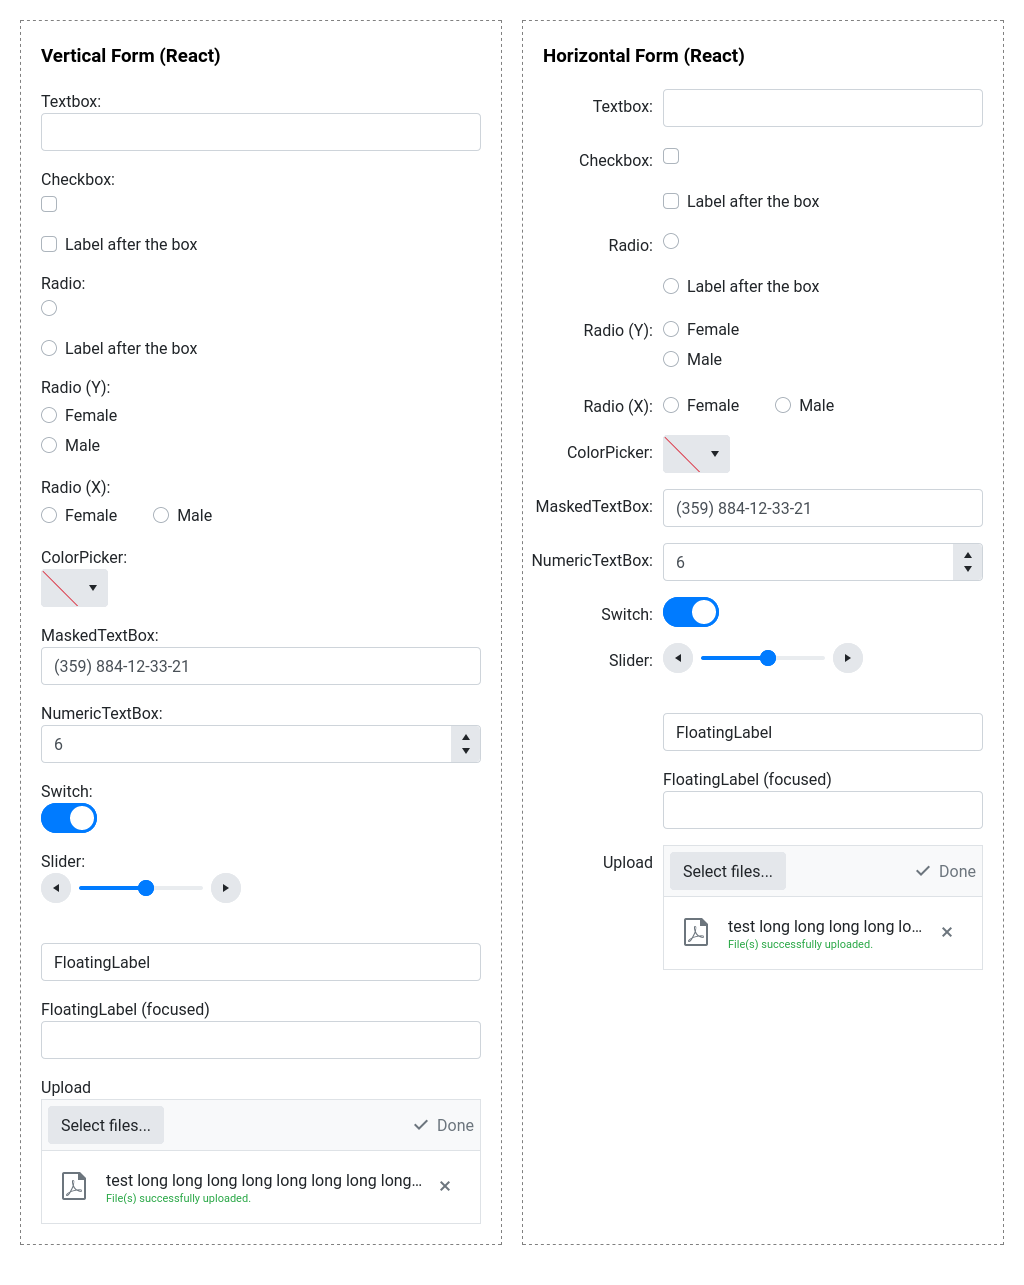 Vertical Form (React)
Textbox:
Checkbox:
Label after the box
Radio:
Label after the box
Radio (Y):
Female
Male
Radio (X):
Female Male
ColorPicker:
MaskedTextBox:
(359) 884-12-33-21
NumericTextBox:
6
Switch:
Slider:
FloatingLabel
FloatingLabel (focused)
Upload
Select files... Done
test long long long long long long long long...
File(s) successfully uploaded.
Horizontal Form (React)
Textbox:
Checkbox:
Label after the box
Radio:
Label after the box
Radio (Y): Female
Male
Radio (X): Female Male
ColorPicker:
MaskedTextBox: (359) 884-12-33-21
NumericTextBox: 6
Switch:
Slider:
FloatingLabel
FloatingLabel (focused)
Upload Select files... Done
test long long long long lo...
File(s) successfully uploaded.